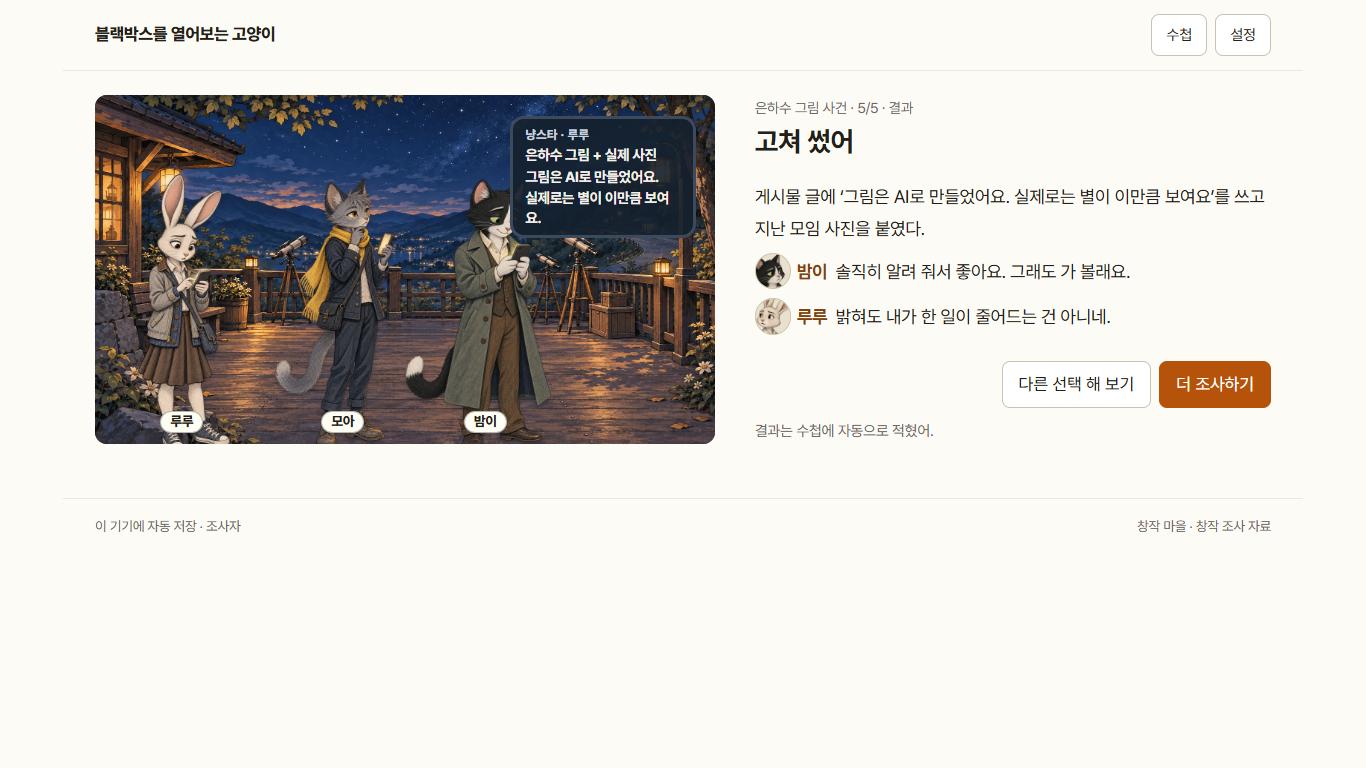 블랙박스를 열어보는 고양이
수첩
설정
냥스타 · 루루
은하수 그림 + 실제 사진
그림은 AI로 만들었어요.
실제로는 별이 이만큼 보여
요.
루루
모아
밤이
은하수 그림 사건 · 5/5 · 결과
고쳐 썼어
게시물 글에 ‘그림은 AI로 만들었어요. 실제로는 별이 이만큼 보여요’를 쓰고
지난 모임 사진을 붙였다.
밤이 솔직히 알려 줘서 좋아요. 그래도 가 볼래요.
루루 밝혀도 내가 한 일이 줄어드는 건 아니네.
다른 선택 해 보기
더 조사하기
결과는 수첩에 자동으로 적혔어.
이 기기에 자동 저장 · 조사자
창작 마을 · 창작 조사 자료